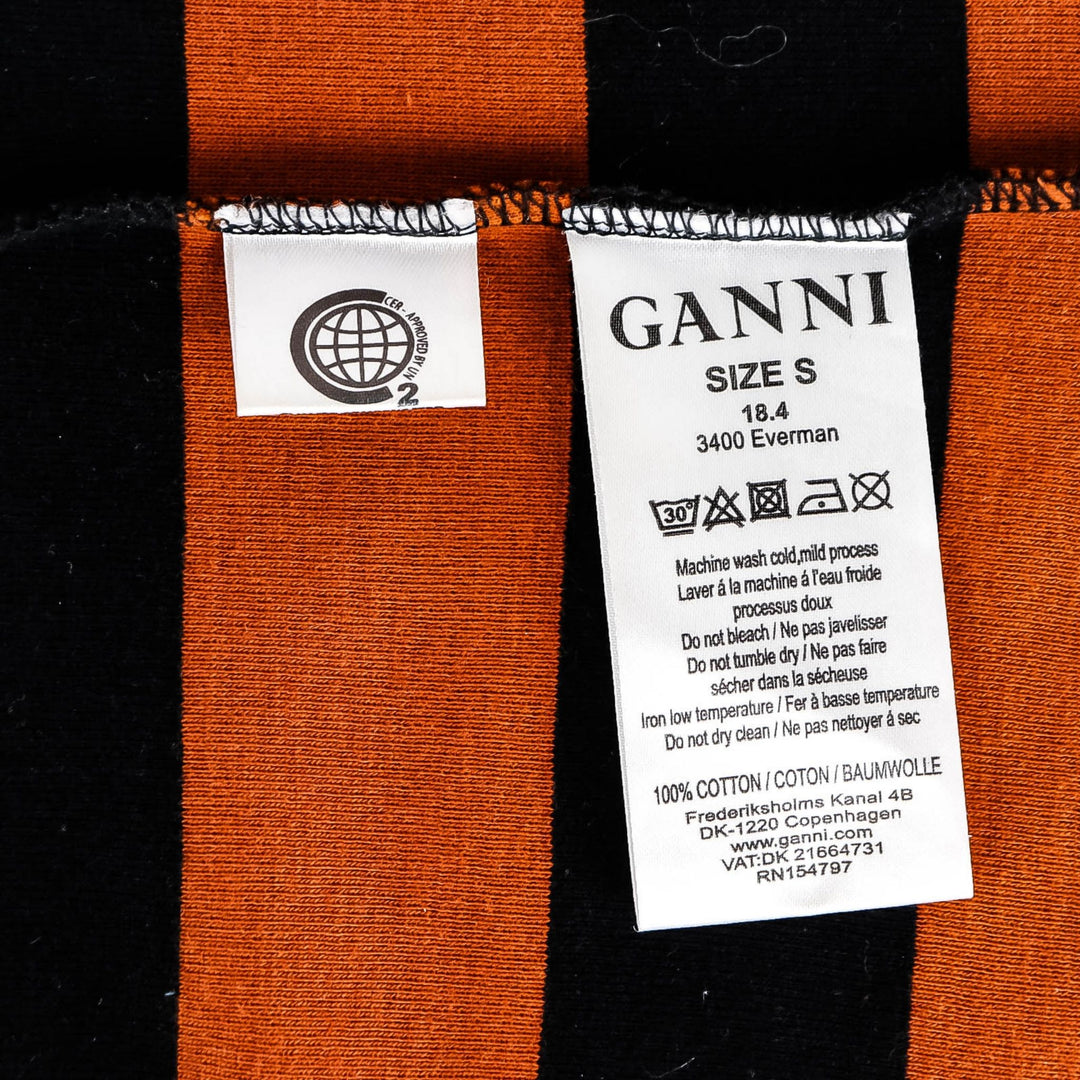 CER - APPROVED BY UN
2
GANNI
SIZE S
18.4
3400 Everman
30°
Machine wash cold,mild process
Laver á la machine á l'eau froide
processus doux
Do not bleach / Ne pas javelisser
Do not tumble dry / Ne pas faire
sécher dans la sécheuse
Iron low temperature / Fer à basse temperature
Do not dry clean / Ne pas nettoyer á sec
100% COTTON / COTON / BAUMWOLLE
Frederiksholms Kanal 4B
DK-1220 Copenhagen
www.ganni.com
VAT:DK 21664731
RN154797